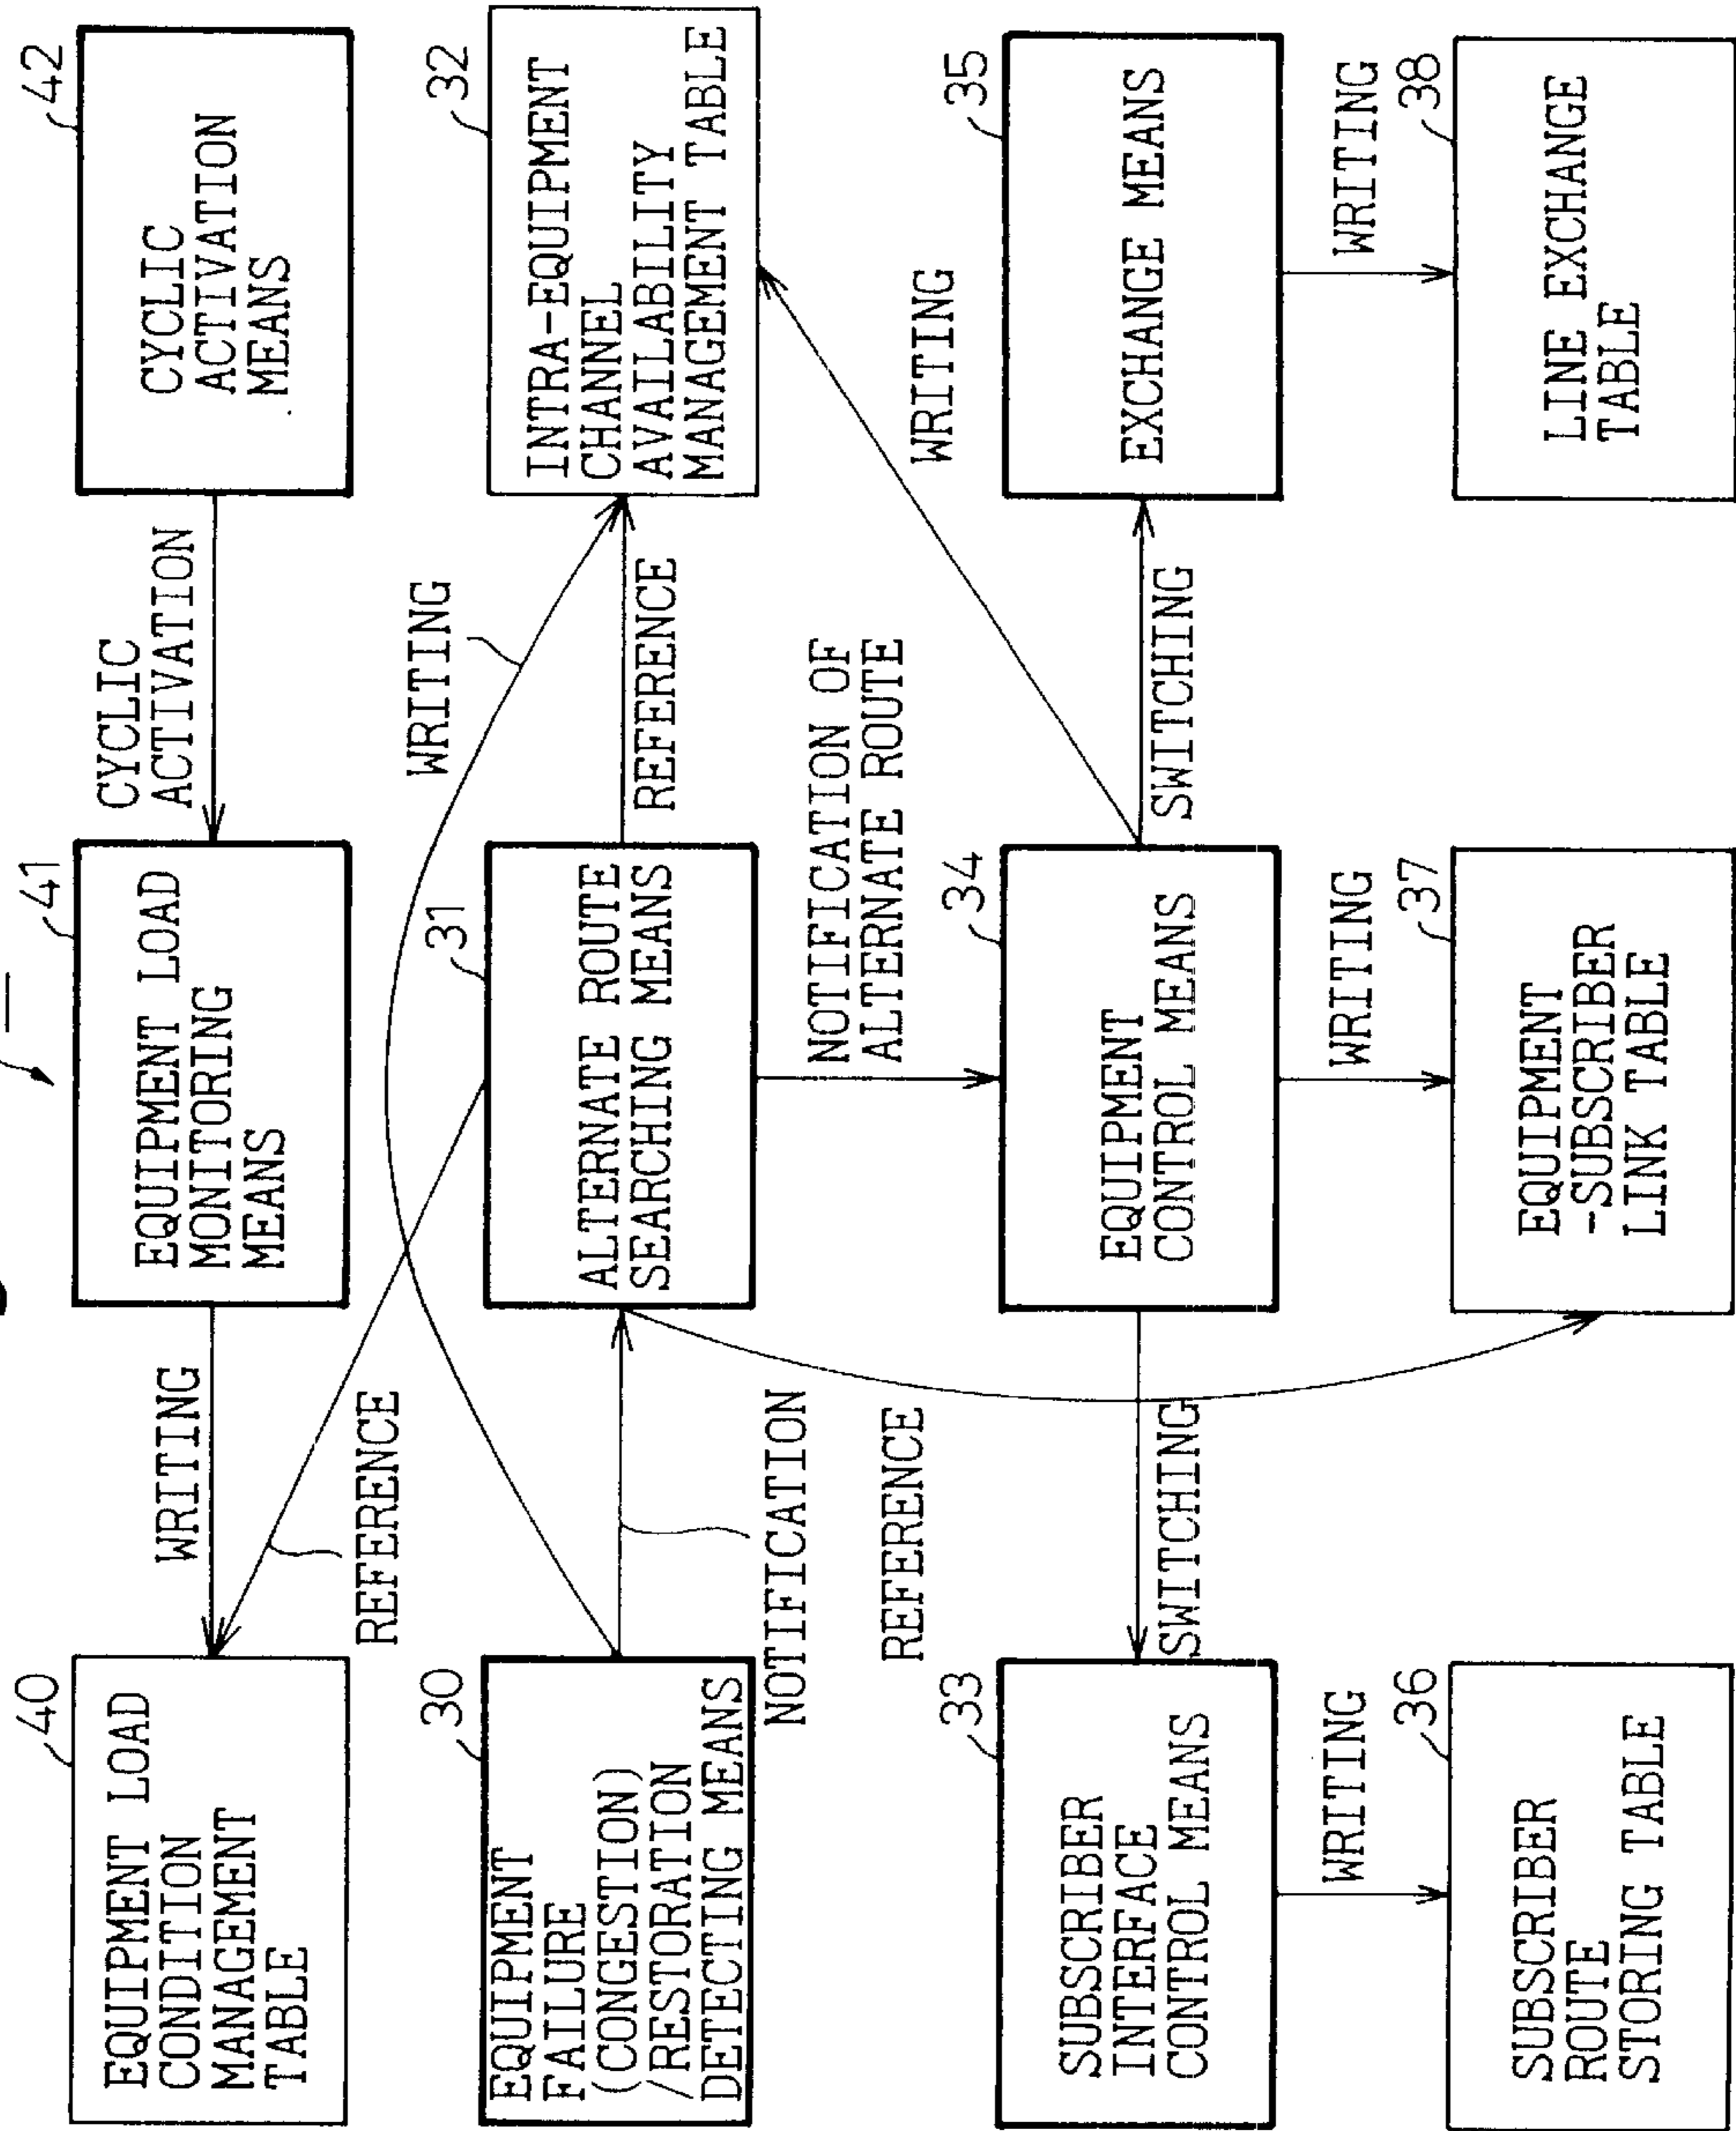 40
EQUIPMENT LOAD
CONDITION
MANAGEMENT
TABLE
WRITING
41
EQUIPMENT LOAD
MONITORING
MEANS
CYCLIC
ACTIVATION
42
CYCLIC
ACTIVATION
MEANS
REFERENCE
WRITING
30
EQUIPMENT
FAILURE
(CONGESTION)
/RESTORATION
DETECTING MEANS
NOTIFICATION
31
ALTERNATE ROUTE
SEARCHING MEANS
REFERENCE
32
INTRA-EQUIPMENT
CHANNEL
AVAILABILITY
MANAGEMENT TABLE
REFERENCE
NOTIFICATION OF
ALTERNATE ROUTE
WRITING
33
SUBSCRIBER
INTERFACE
CONTROL MEANS
SWITCHING
34
EQUIPMENT
CONTROL MEANS
SWITCHING
35
EXCHANGE MEANS
WRITING
WRITING
WRITING
36
SUBSCRIBER
ROUTE
STORING TABLE
37
EQUIPMENT
-SUBSCRIBER
LINK TABLE
38
LINE EXCHANGE
TABLE